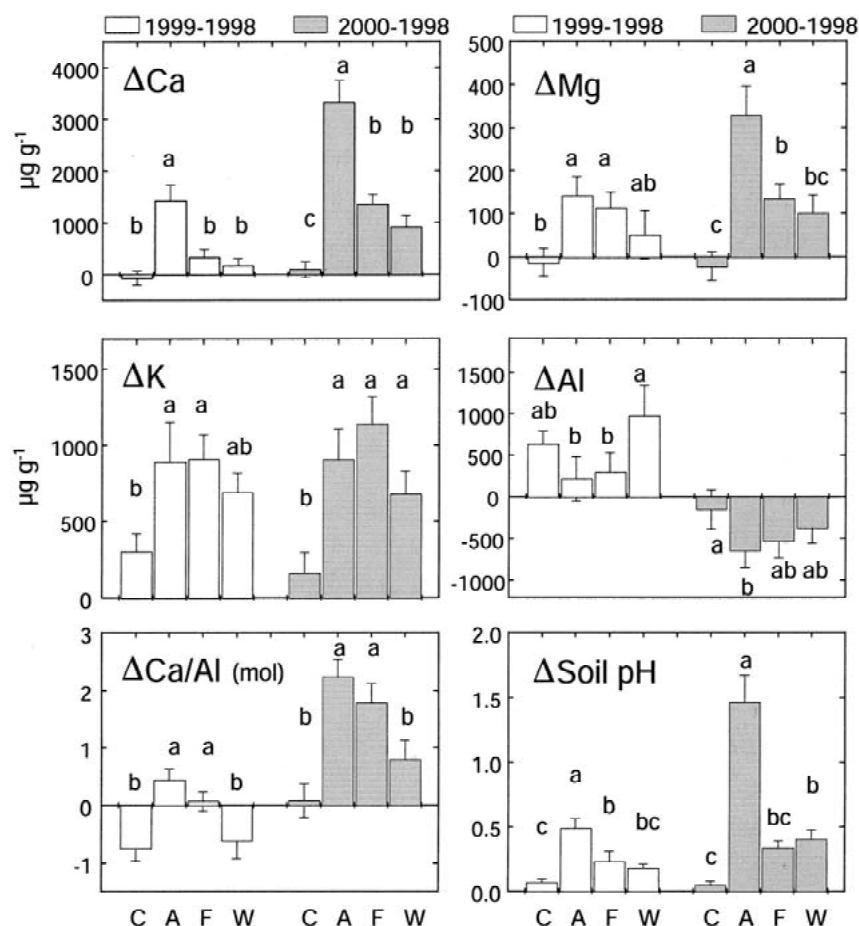 1999-1998 2000-1998
ΔCa
a
a
b b
b b b
c
4000
3000
2000
1000
0
µg g⁻¹
1999-1998 2000-1998
ΔMg
a
a a
b
ab
bc
b
c
500
400
300
200
100
0
-100
ΔK
a a
ab
b
a a a
b
1500
1000
500
0
µg g⁻¹
ΔAl
ab
b b
a
a
b
ab ab
1500
1000
500
0
-500
-1000
ΔCa/Al (mol)
b
a a
b
b
a a
b
3
2
1
0
-1
C A F W C A F W
ΔSoil pH
c
a
b
bc
c
a
bc
b
2.0
1.5
1.0
0.5
0.0
C A F W C A F W